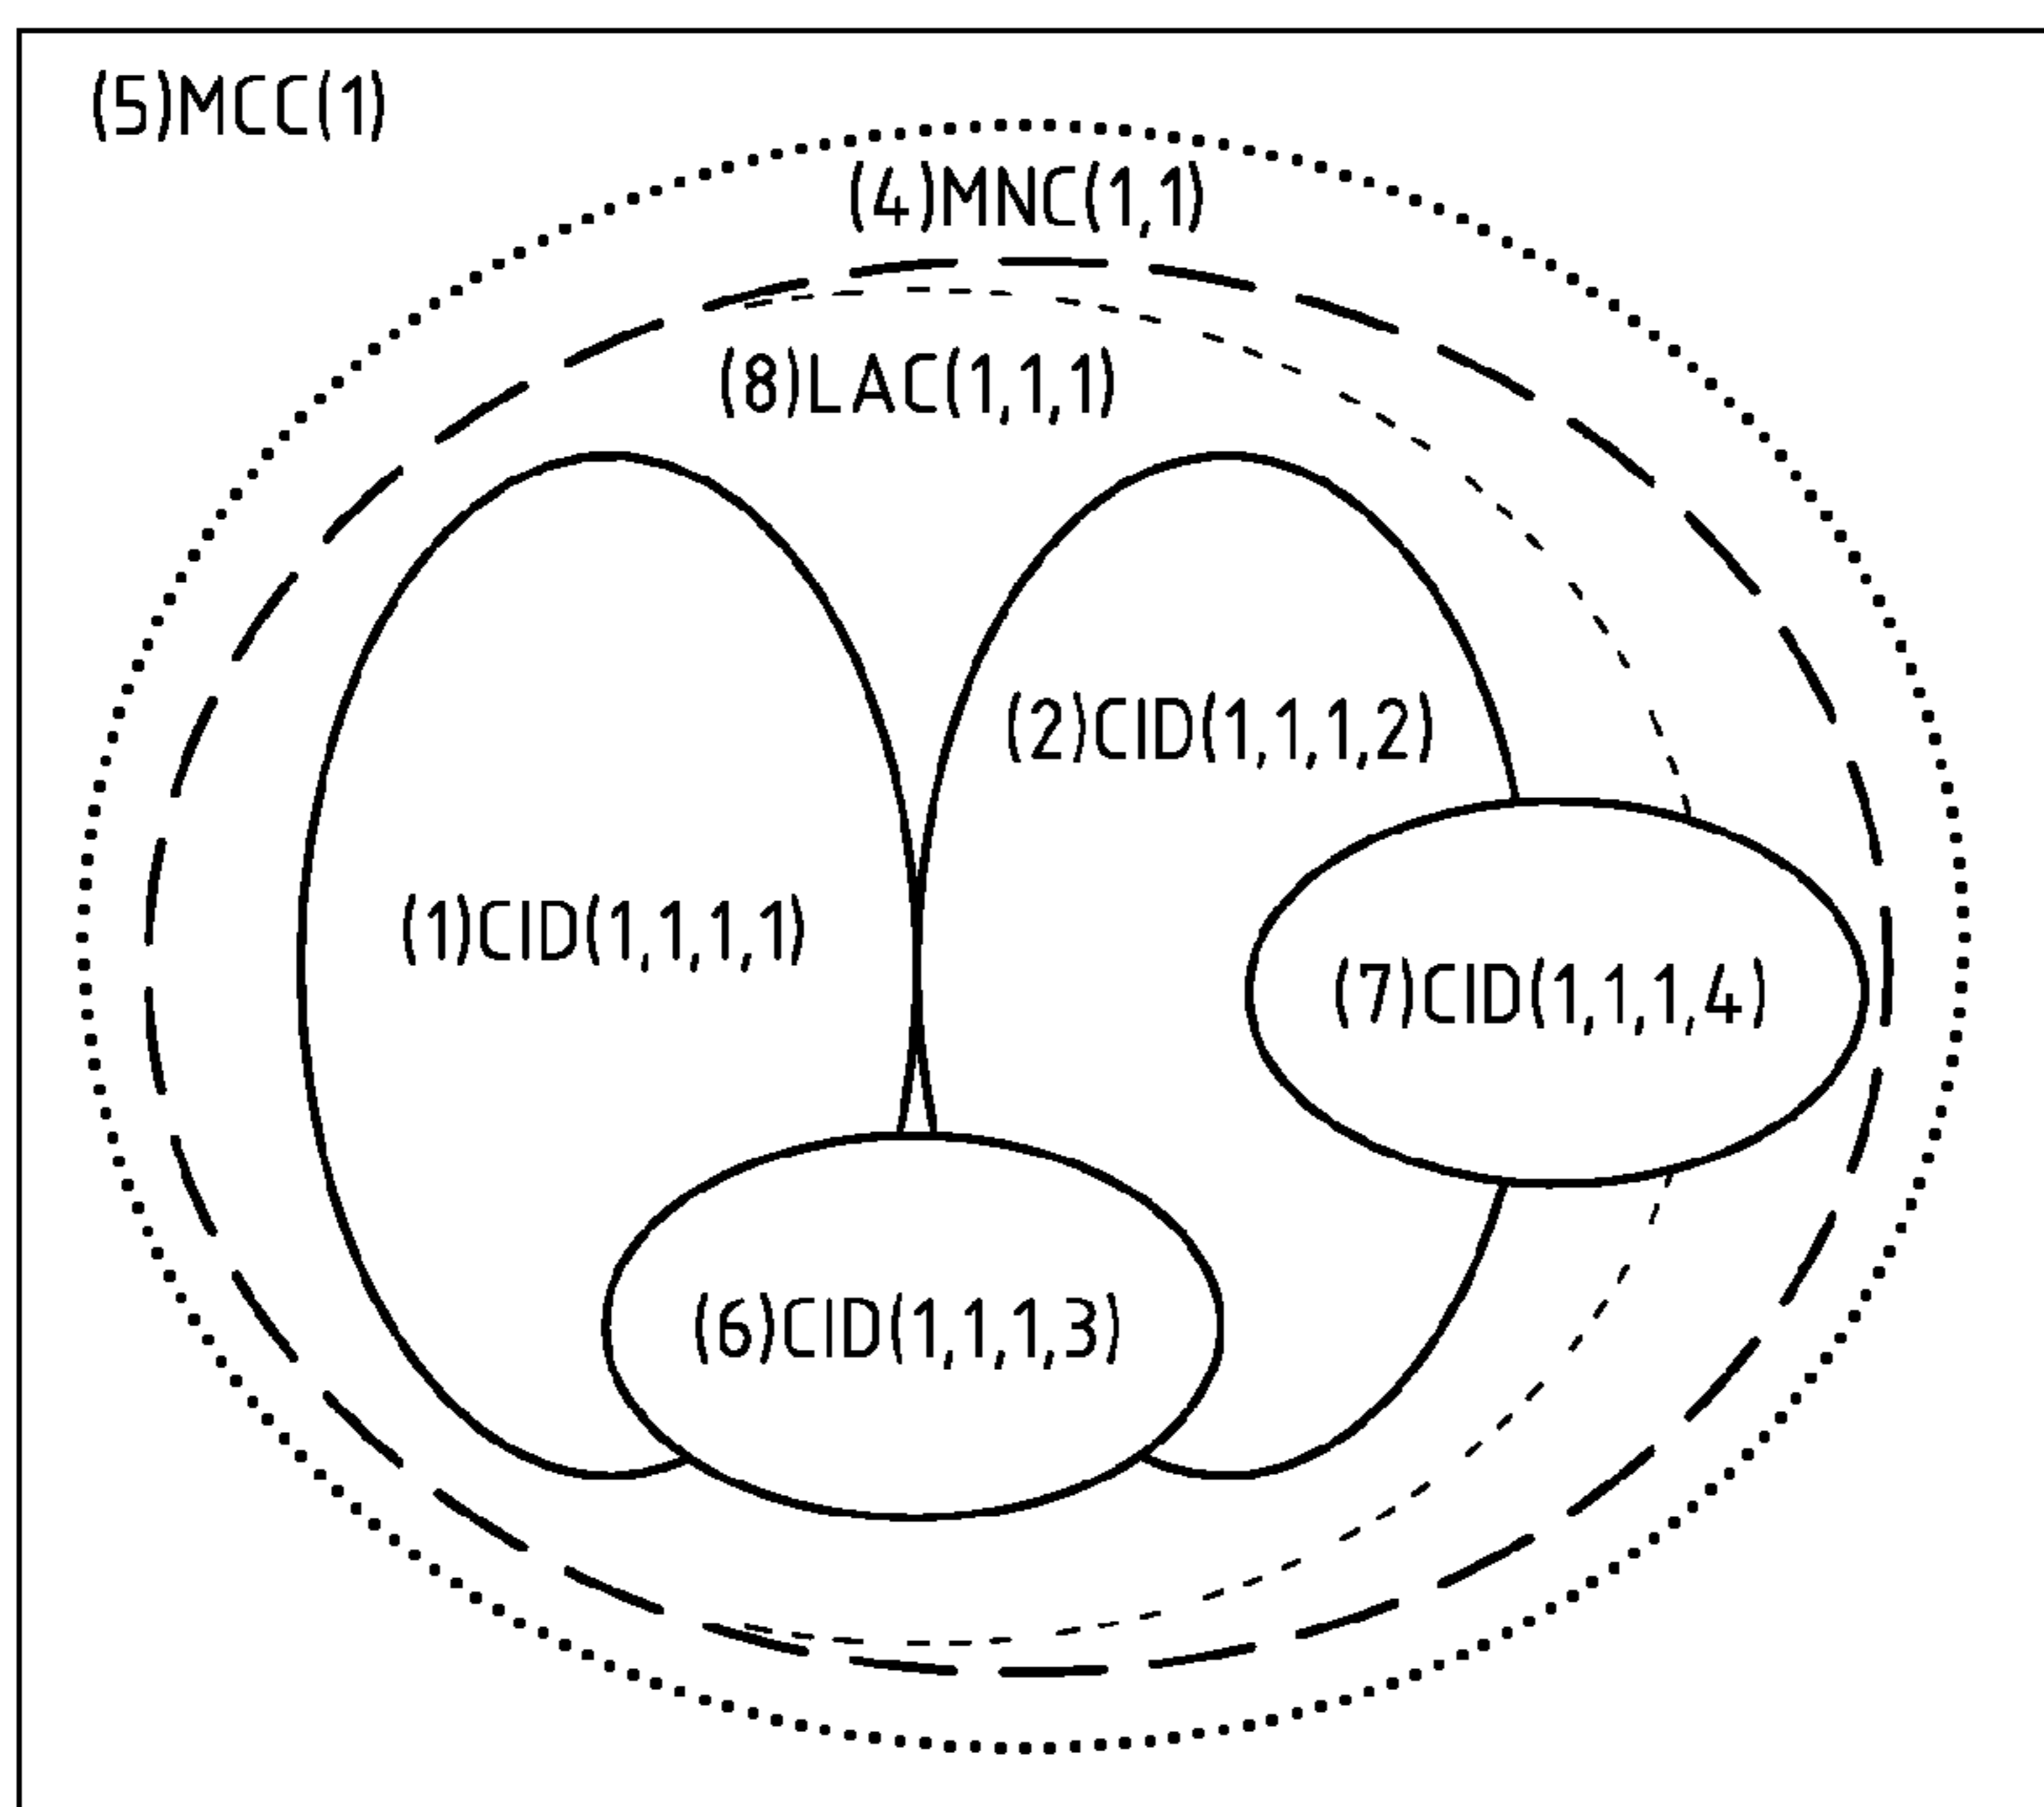 (5)MCC(1)
(4)MNC(1,1)
(8)LAC(1,1,1)
(2)CID(1,1,1,2)
(1)CID(1,1,1,1)
(7)CID(1,1,1,4)
(6)CID(1,1,1,3)